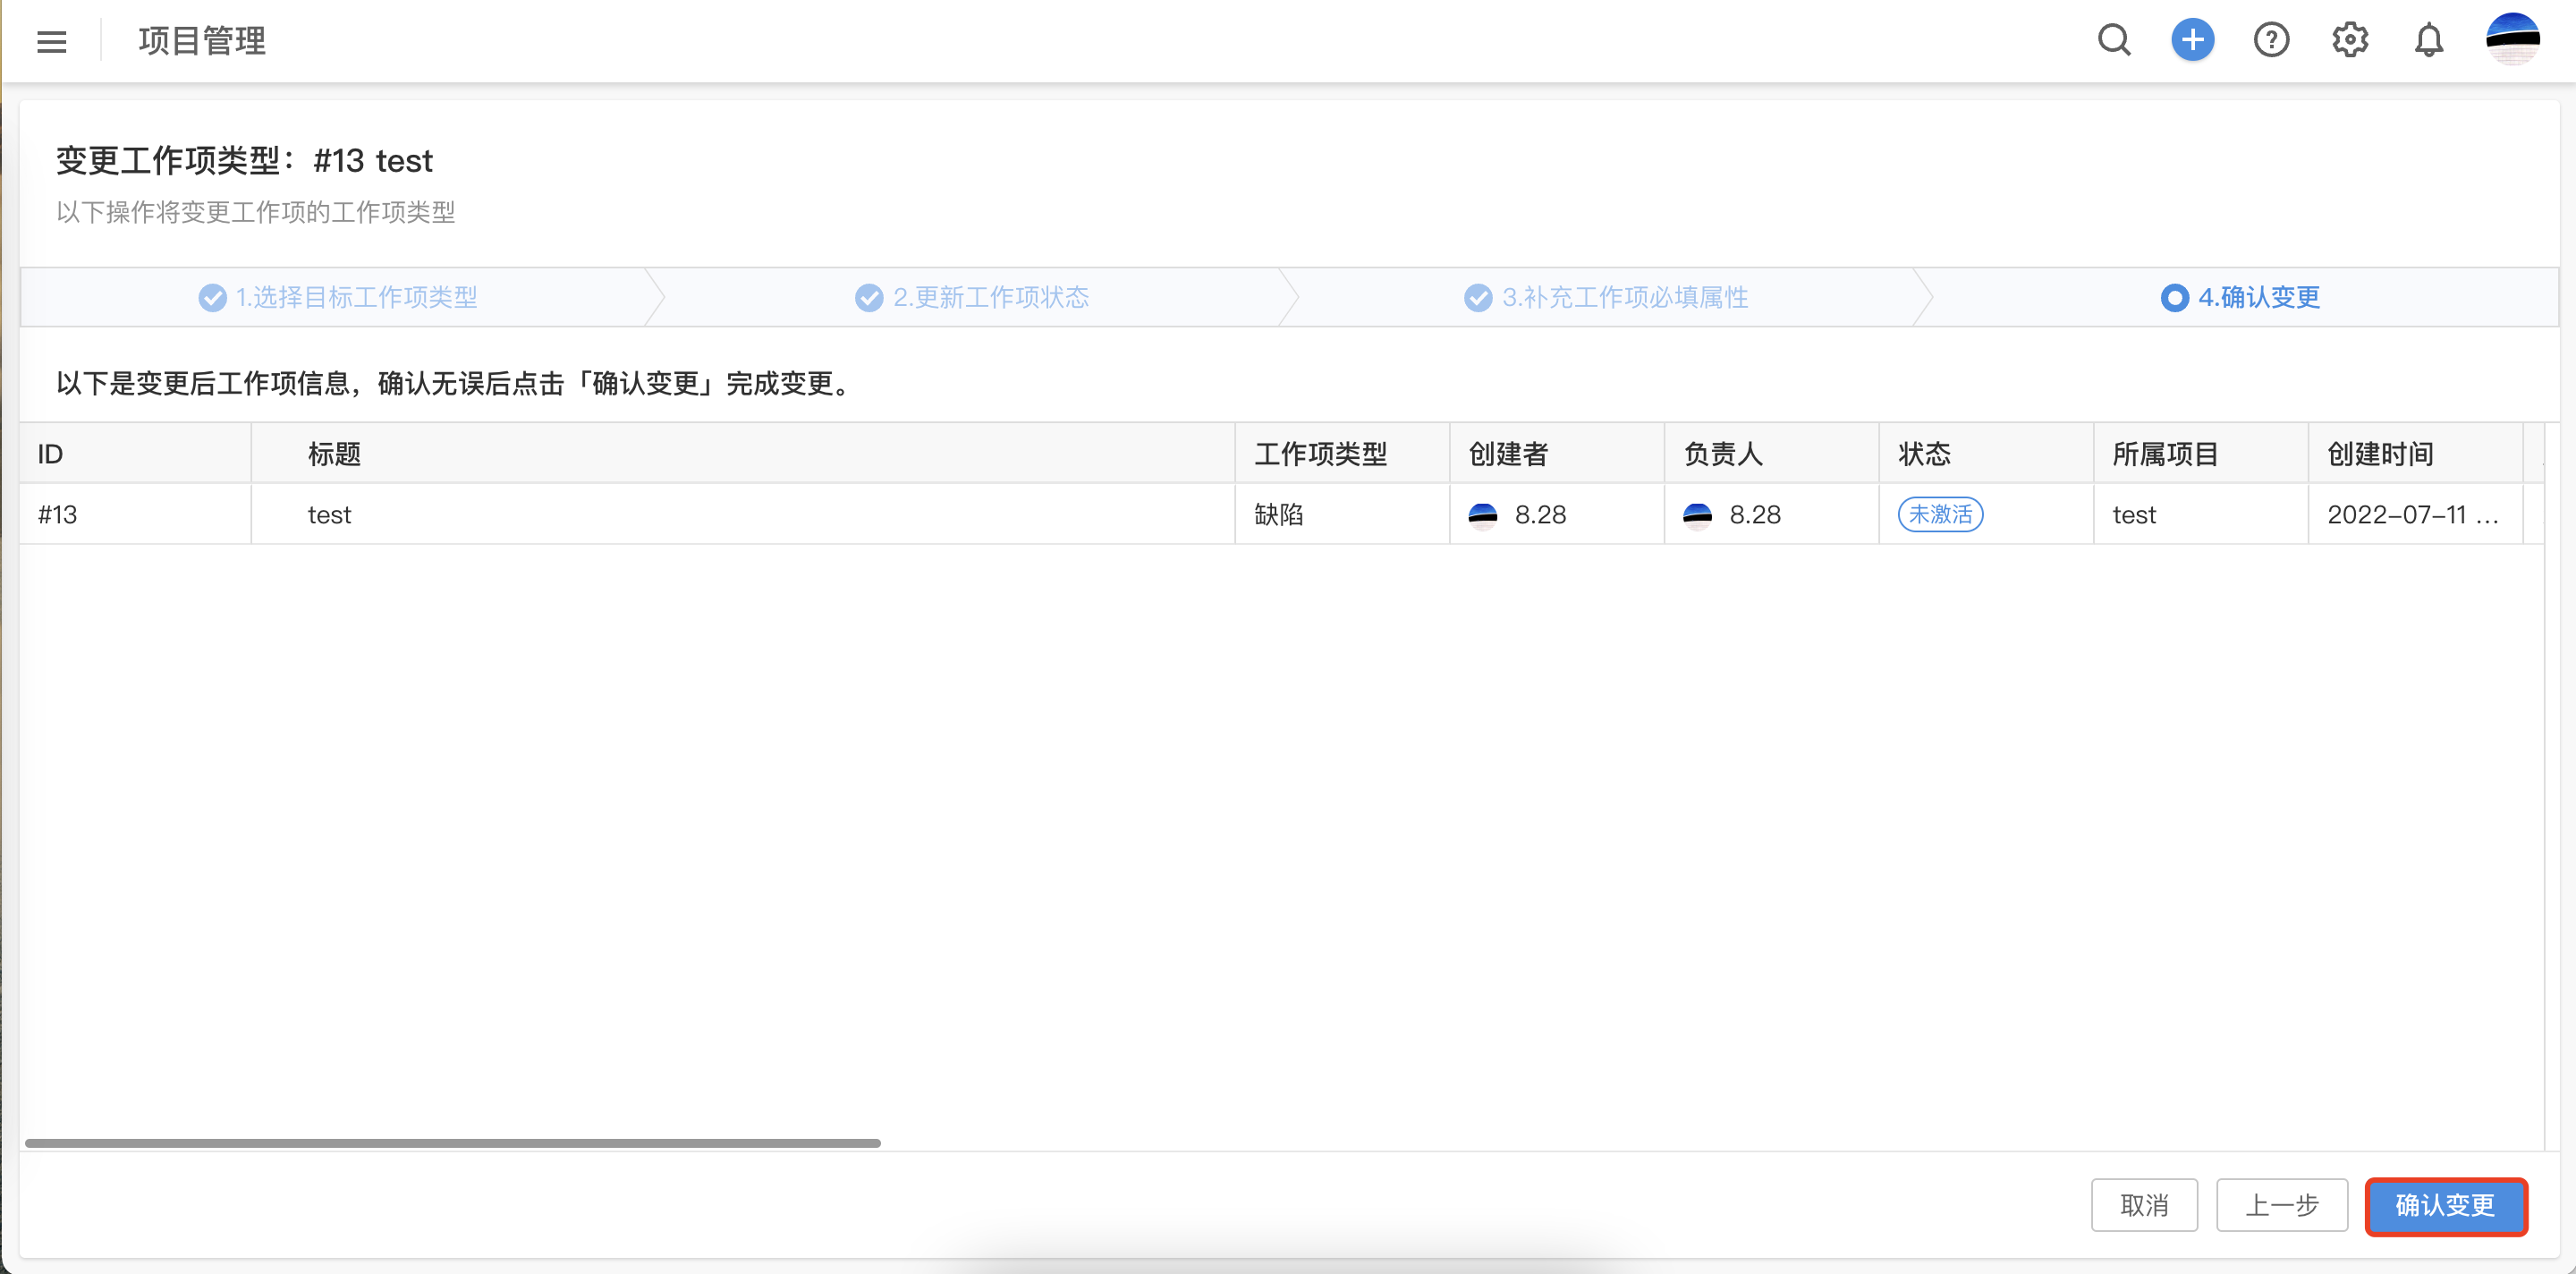 项目管理
变更工作项类型：#13 test
以下操作将变更工作项的工作项类型
1.选择目标工作项类型 2.更新工作项状态 3.补充工作项必填属性 4.确认变更
以下是变更后工作项信息，确认无误后点击「确认变更」完成变更。
ID 标题 工作项类型 创建者 负责人 状态 所属项目 创建时间
#13 test 缺陷 8.28 8.28 未激活 test 2022-07-11 ...
取消 上一步 确认变更